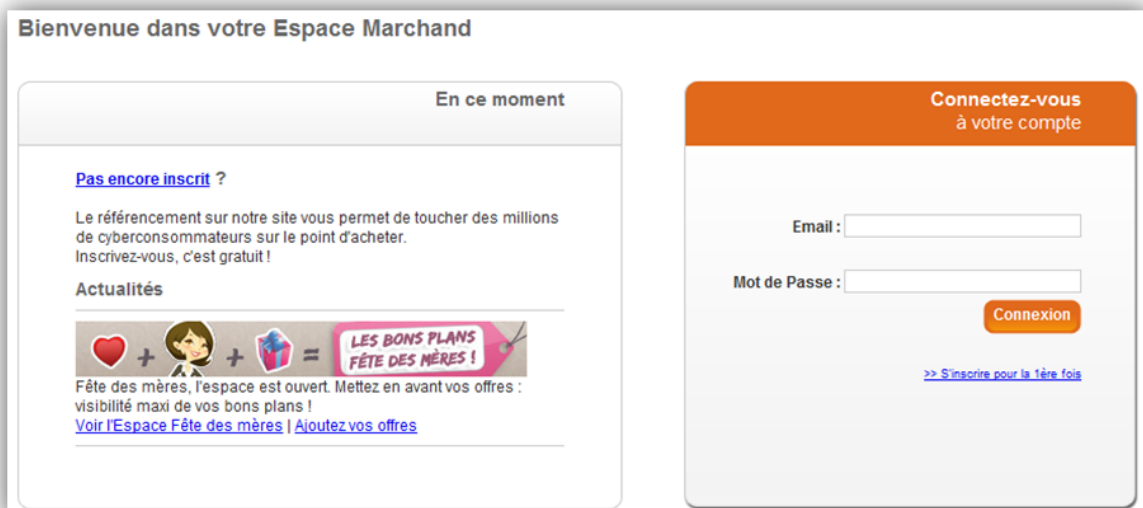 Bienvenue dans votre Espace Marchand
En ce moment
Pas encore inscrit ?
Le référencement sur notre site vous permet de toucher des millions
de cyberconsommateurs sur le point d'acheter.
Inscrivez-vous, c'est gratuit !
Actualités
LES BONS PLANS
FÊTE DES MÈRES !
Fête des mères, l'espace est ouvert. Mettez en avant vos offres :
visibilité maxi de vos bons plans !
Voir l'Espace Fête des mères | Ajoutez vos offres
Connectez-vous
à votre compte
Email :
Mot de Passe :
Connexion
>> S'inscrire pour la 1ère fois